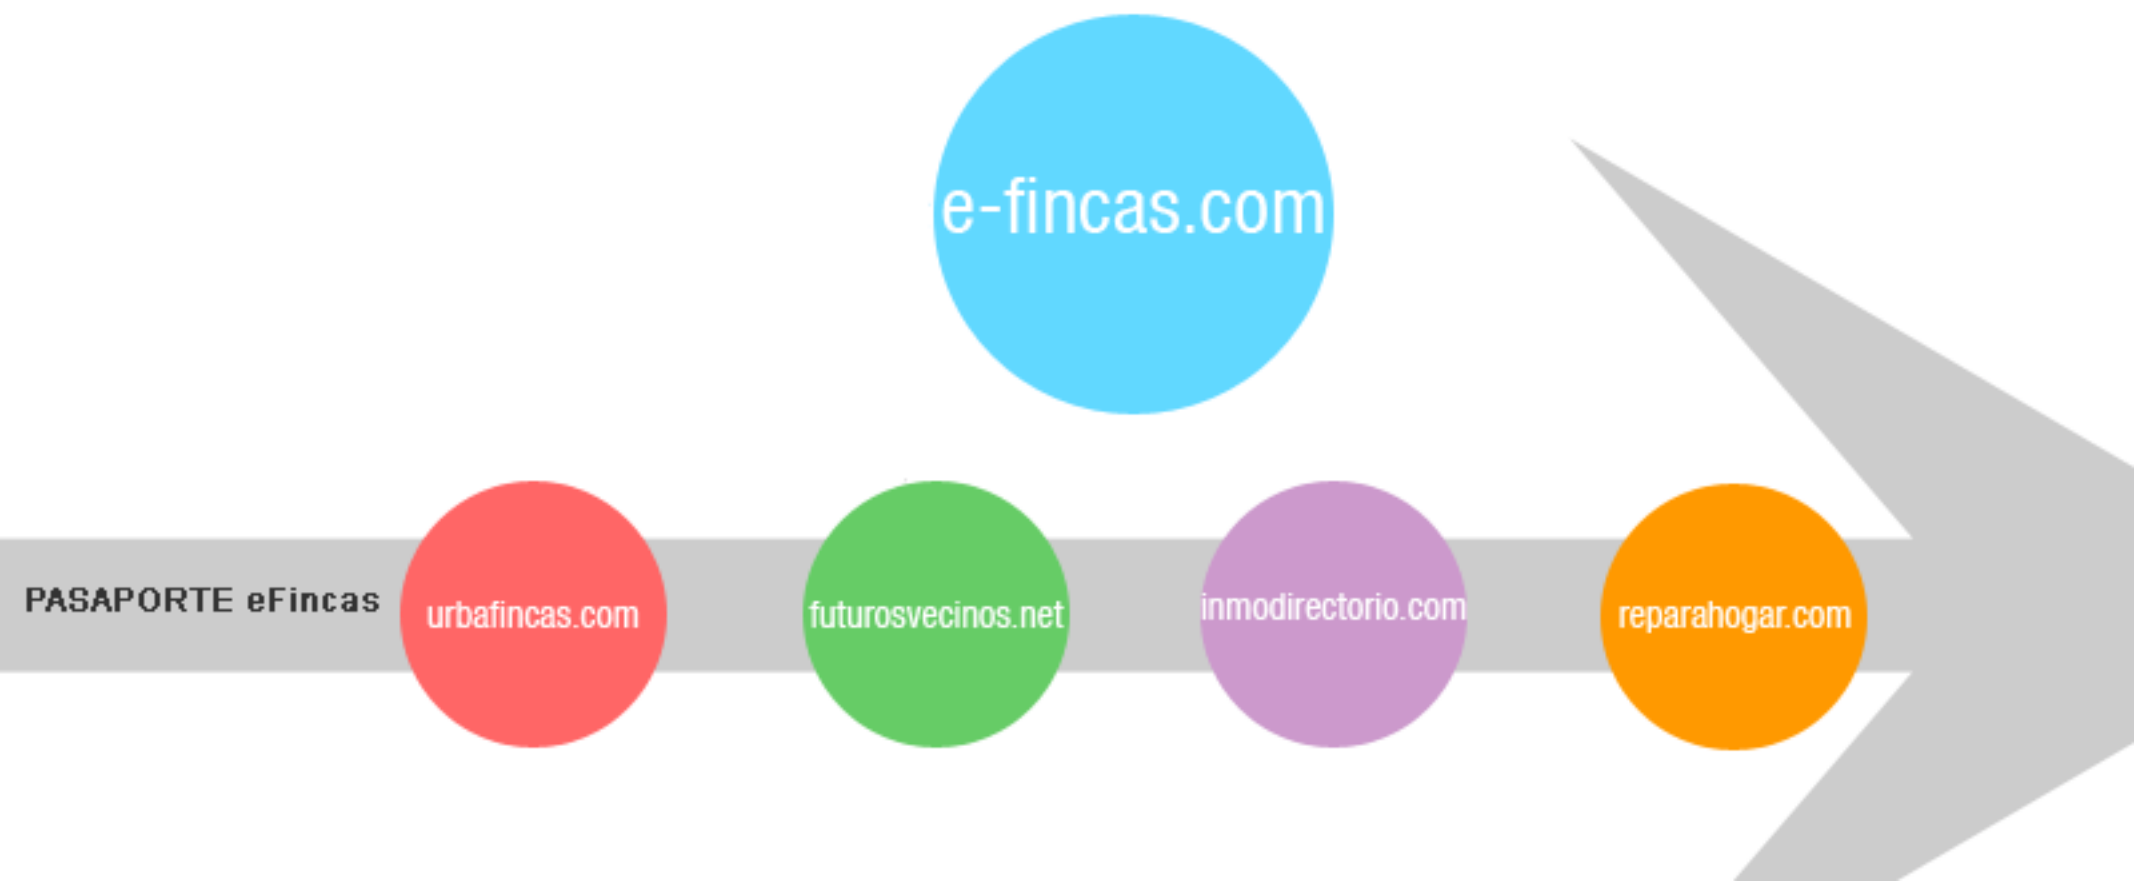 e-fincas.com
PASAPORTE eFincas
urbafincas.com
futurosvecinos.net
inmodirectorio.com
reparahogar.com